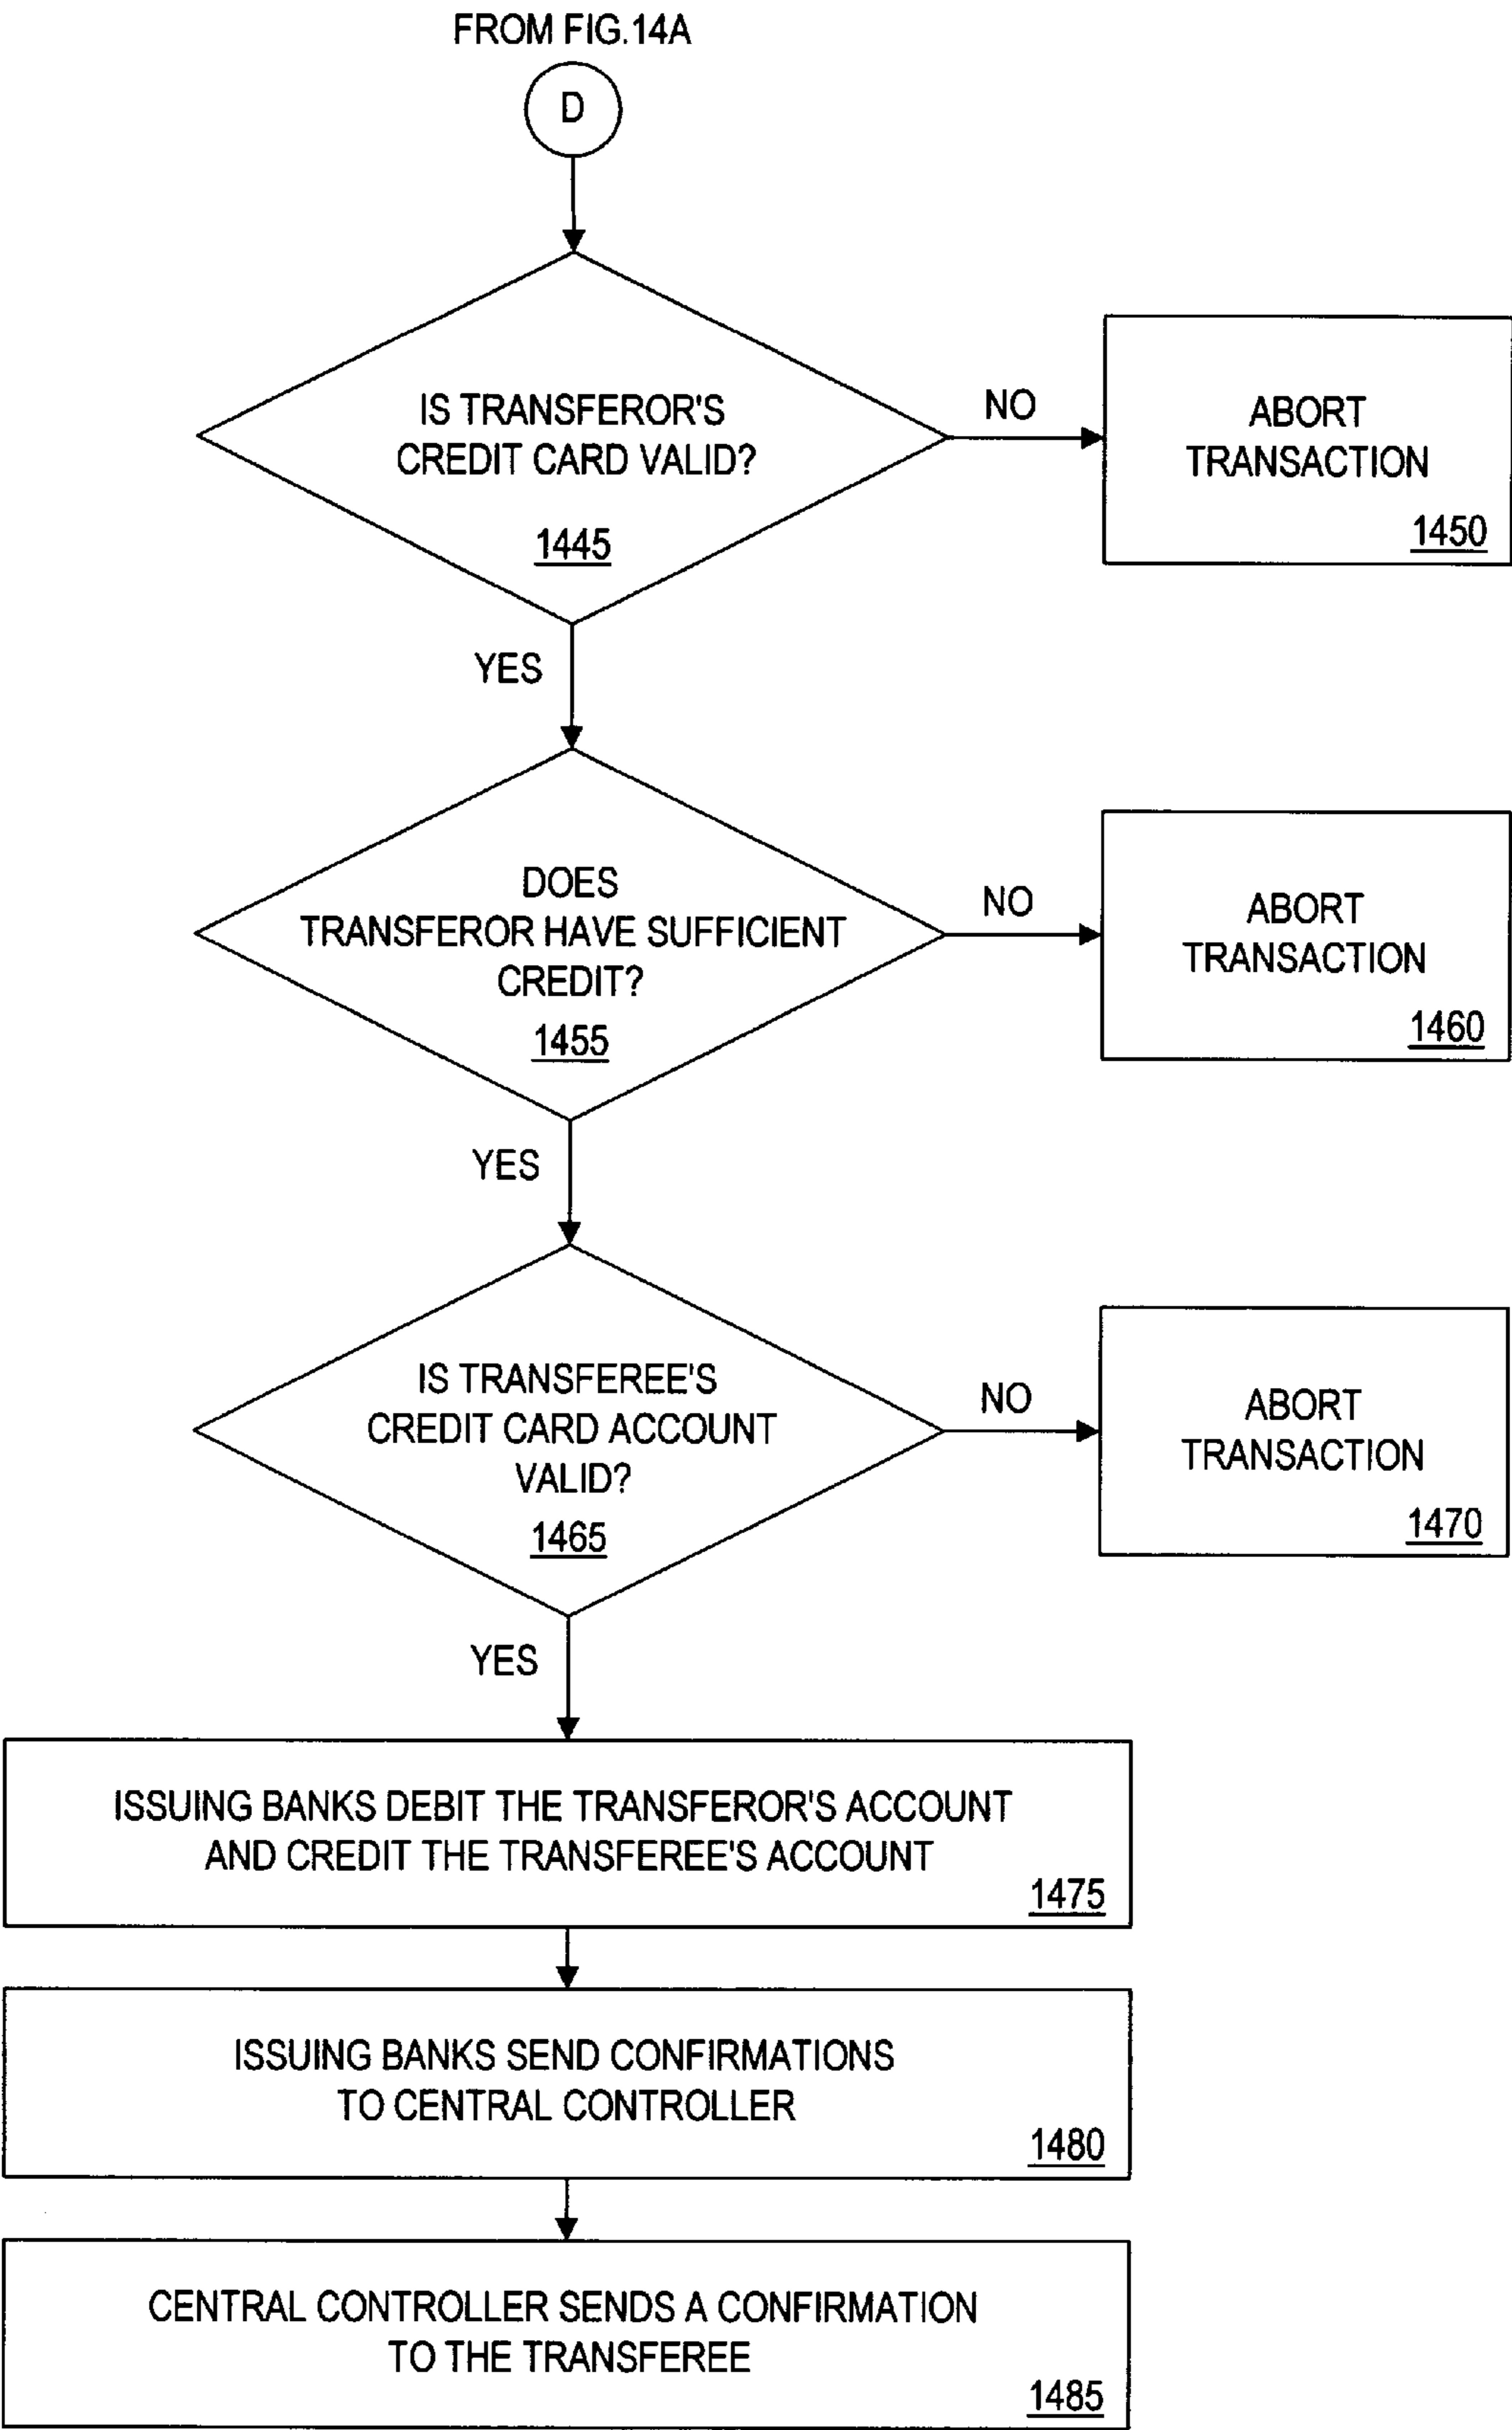 FROM FIG.14A
D
IS TRANSFEROR'S
CREDIT CARD VALID?
1445
NO
ABORT
TRANSACTION
1450
YES
DOES
TRANSFEROR HAVE SUFFICIENT
CREDIT?
1455
NO
ABORT
TRANSACTION
1460
YES
IS TRANSFEREE'S
CREDIT CARD ACCOUNT
VALID?
1465
NO
ABORT
TRANSACTION
1470
YES
ISSUING BANKS DEBIT THE TRANSFEROR'S ACCOUNT
AND CREDIT THE TRANSFEREE'S ACCOUNT
1475
ISSUING BANKS SEND CONFIRMATIONS
TO CENTRAL CONTROLLER
1480
CENTRAL CONTROLLER SENDS A CONFIRMATION
TO THE TRANSFEREE
1485